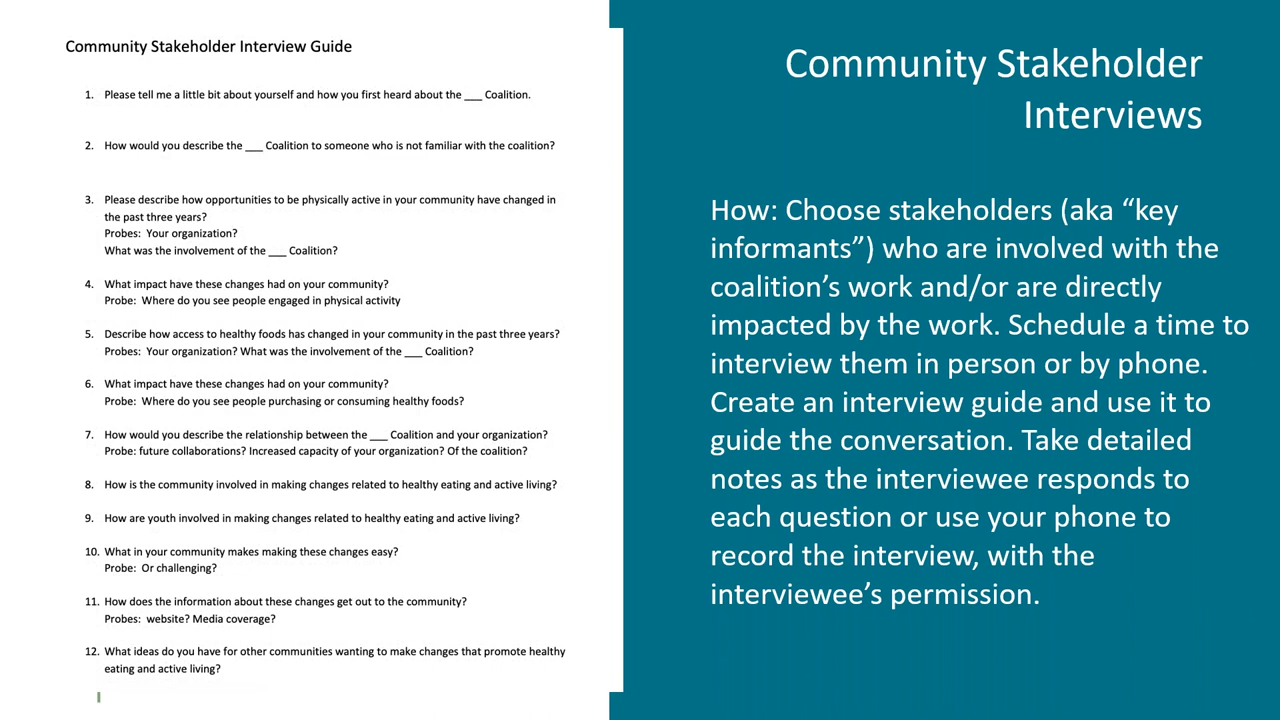 Community Stakeholder Interview Guide
1. Please tell me a little bit about yourself and how you first heard about the ___ Coalition.
2. How would you describe the ___ Coalition to someone who is not familiar with the coalition?
3. Please describe how opportunities to be physically active in your community have changed in
the past three years?
Probes: Your organization?
What was the involvement of the ___ Coalition?
4. What impact have these changes had on your community?
Probe: Where do you see people engaged in physical activity
5. Describe how access to healthy foods has changed in your community in the past three years?
Probes: Your organization? What was the involvement of the ___ Coalition?
6. What impact have these changes had on your community?
Probe: Where do you see people purchasing or consuming healthy foods?
7. How would you describe the relationship between the ___ Coalition and your organization?
Probe: future collaborations? Increased capacity of your organization? Of the coalition?
8. How is the community involved in making changes related to healthy eating and active living?
9. How are youth involved in making changes related to healthy eating and active living?
10. What in your community makes making these changes easy?
Probe: Or challenging?
11. How does the information about these changes get out to the community?
Probes: website? Media coverage?
12. What ideas do you have for other communities wanting to make changes that promote healthy
eating and active living?
Community Stakeholder
Interviews
How: Choose stakeholders (aka “key
informants”) who are involved with the
coalition’s work and/or are directly
impacted by the work. Schedule a time to
interview them in person or by phone.
Create an interview guide and use it to
guide the conversation. Take detailed
notes as the interviewee responds to
each question or use your phone to
record the interview, with the
interviewee’s permission.